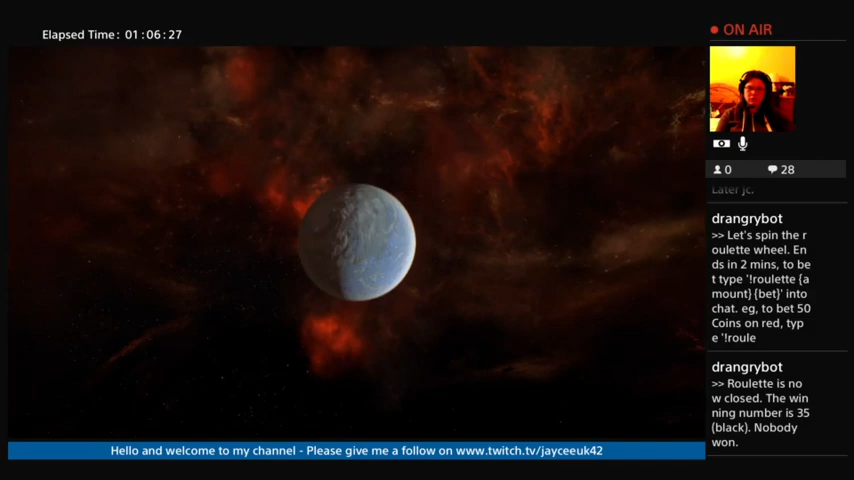 Elapsed Time: 01:06:27
ON AIR
0 28
Later jc.
drangrybot
>> Let's spin the r
oulette wheel. En
ds in 2 mins, to be
t type '!roulette {a
mount} {bet}' into
chat. eg, to bet 50
Coins on red, typ
e '!roule
drangrybot
>> Roulette is no
w closed. The win
ning number is 35
(black). Nobody
won.
Hello and welcome to my channel - Please give me a follow on www.twitch.tv/jayceeuk42